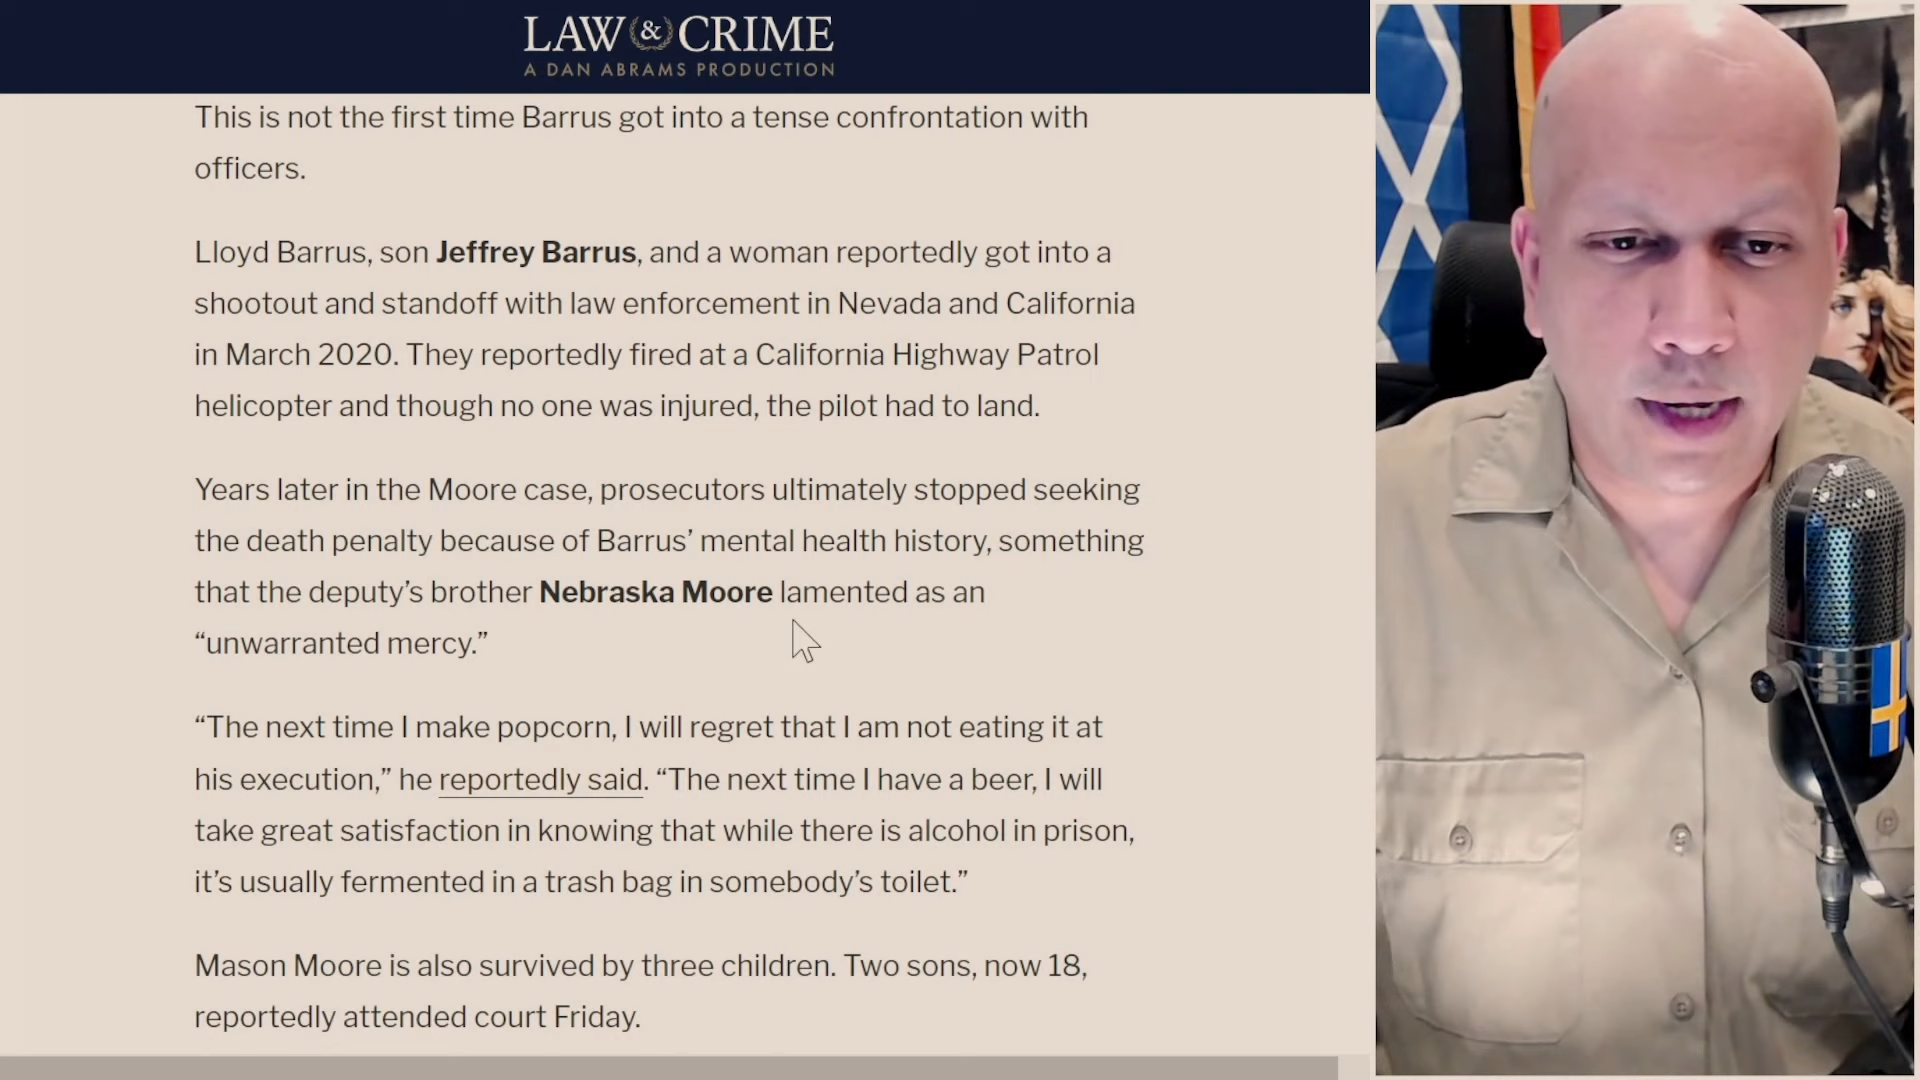 LAW & CRIME
A DAN ABRAMS PRODUCTION
This is not the first time Barrus got into a tense confrontation with
officers.
Lloyd Barrus, son Jeffrey Barrus, and a woman reportedly got into a
shootout and standoff with law enforcement in Nevada and California
in March 2020. They reportedly fired at a California Highway Patrol
helicopter and though no one was injured, the pilot had to land.
Years later in the Moore case, prosecutors ultimately stopped seeking
the death penalty because of Barrus’ mental health history, something
that the deputy’s brother Nebraska Moore lamented as an
“unwarranted mercy.”
“The next time I make popcorn, I will regret that I am not eating it at
his execution,” he reportedly said. “The next time I have a beer, I will
take great satisfaction in knowing that while there is alcohol in prison,
it’s usually fermented in a trash bag in somebody’s toilet.”
Mason Moore is also survived by three children. Two sons, now 18,
reportedly attended court Friday.